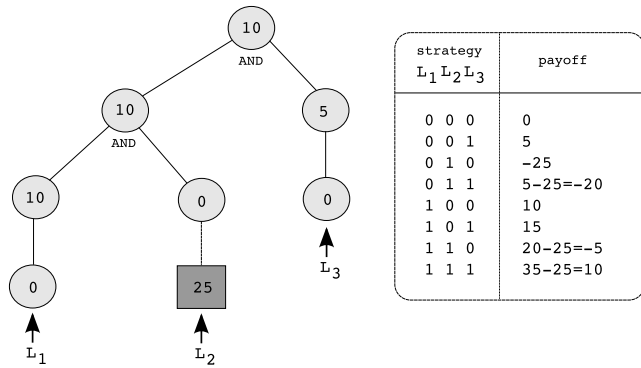 10
AND
10
5
AND
10
0
0
0
25
L3
L1
L2
strategy
payoff
L1L2L3
0 0 0 0
0 0 1 5
0 1 0 -25
0 1 1 5-25=-20
1 0 0 10
1 0 1 15
1 1 0 20-25=-5
1 1 1 35-25=10